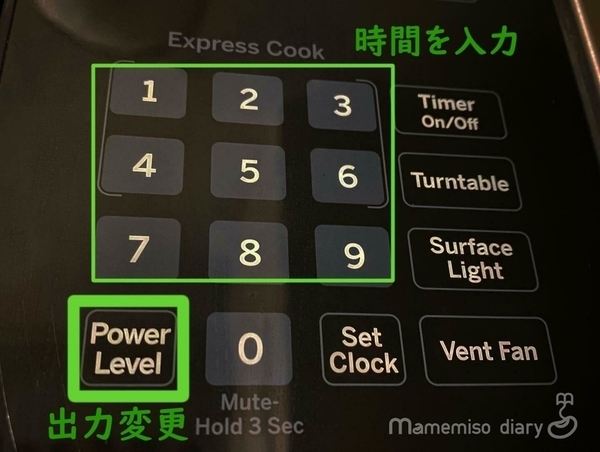 Express Cook 時間を入力
1 2 3 Timer On/Off
4 5 6 Turntable
7 8 9 Surface Light
Power Level 0 Set Clock Vent Fan
出力変更 Mute-
Hold 3 Sec
mamemiso diary